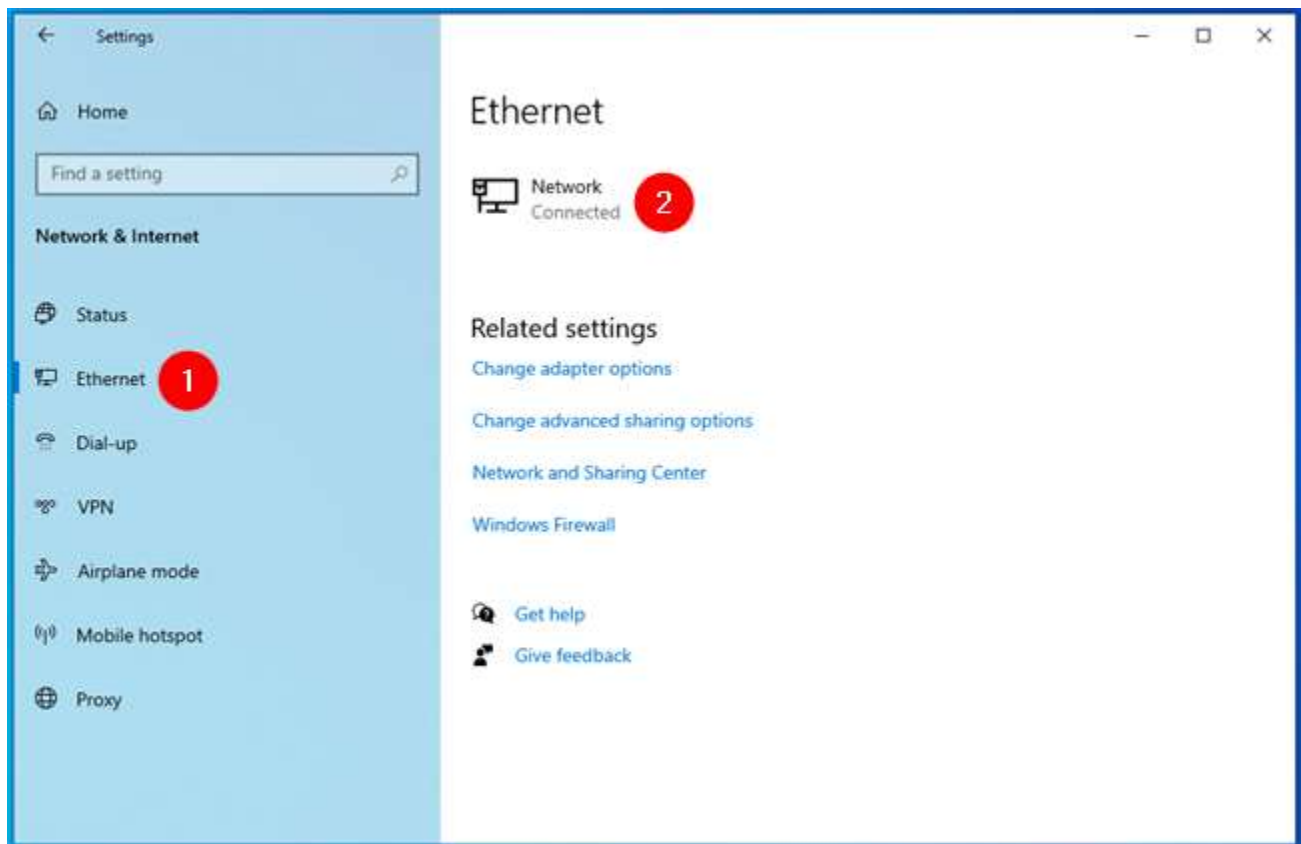 Settings
Home
Find a setting
Network & Internet
Status
Ethernet
1
Dial-up
VPN
Airplane mode
Mobile hotspot
Proxy
Ethernet
Network
Connected
2
Related settings
Change adapter options
Change advanced sharing options
Network and Sharing Center
Windows Firewall
Get help
Give feedback